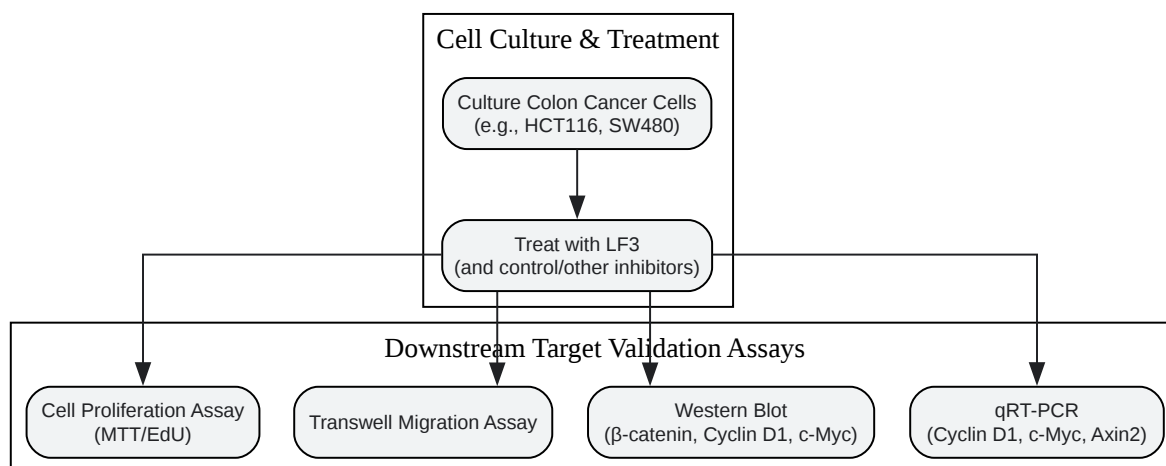 Cell Culture & Treatment
Culture Colon Cancer Cells
(e.g., HCT116, SW480)
Treat with LF3
(and control/other inhibitors)
Downstream Target Validation Assays
Cell Proliferation Assay
(MTT/EdU)
Transwell Migration Assay
Western Blot
(β-catenin, Cyclin D1, c-Myc)
qRT-PCR
(Cyclin D1, c-Myc, Axin2)